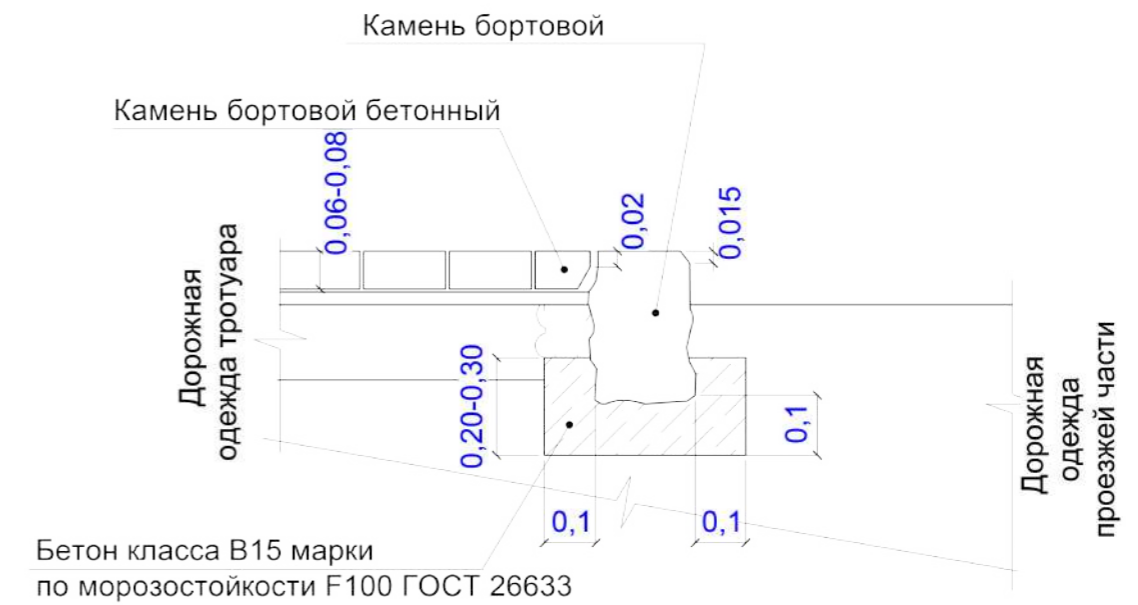 Камень бортовой
Камень бортовой бетонный
0,06-0,08
0,02
0,015
Дорожная
одежда тротуара
0,20-0,30
0,1
Дорожная
одежда
проезжей части
0,1
0,1
Бетон класса В15 марки
по морозостойкости F100 ГОСТ 26633